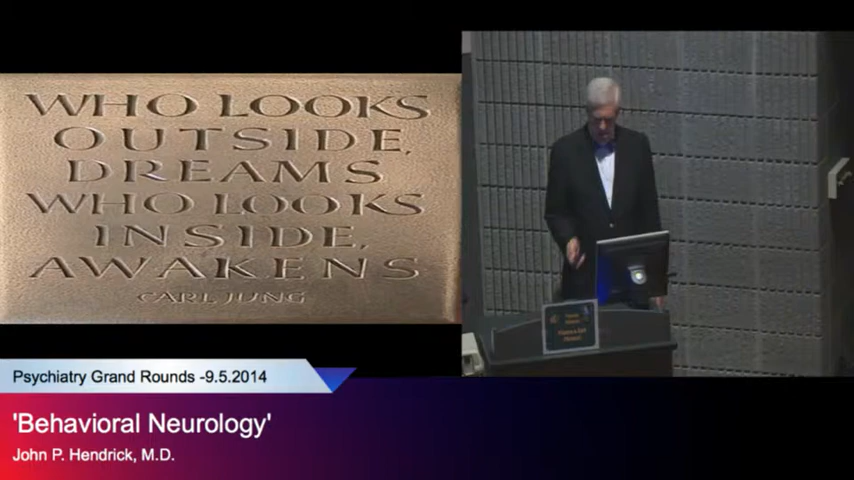 WHO LOOKS
OUTSIDE,
DREAMS
WHO LOOKS
INSIDE,
AWAKENS
CARL JUNG
Psychiatry Grand Rounds -9.5.2014
'Behavioral Neurology'
John P. Hendrick, M.D.